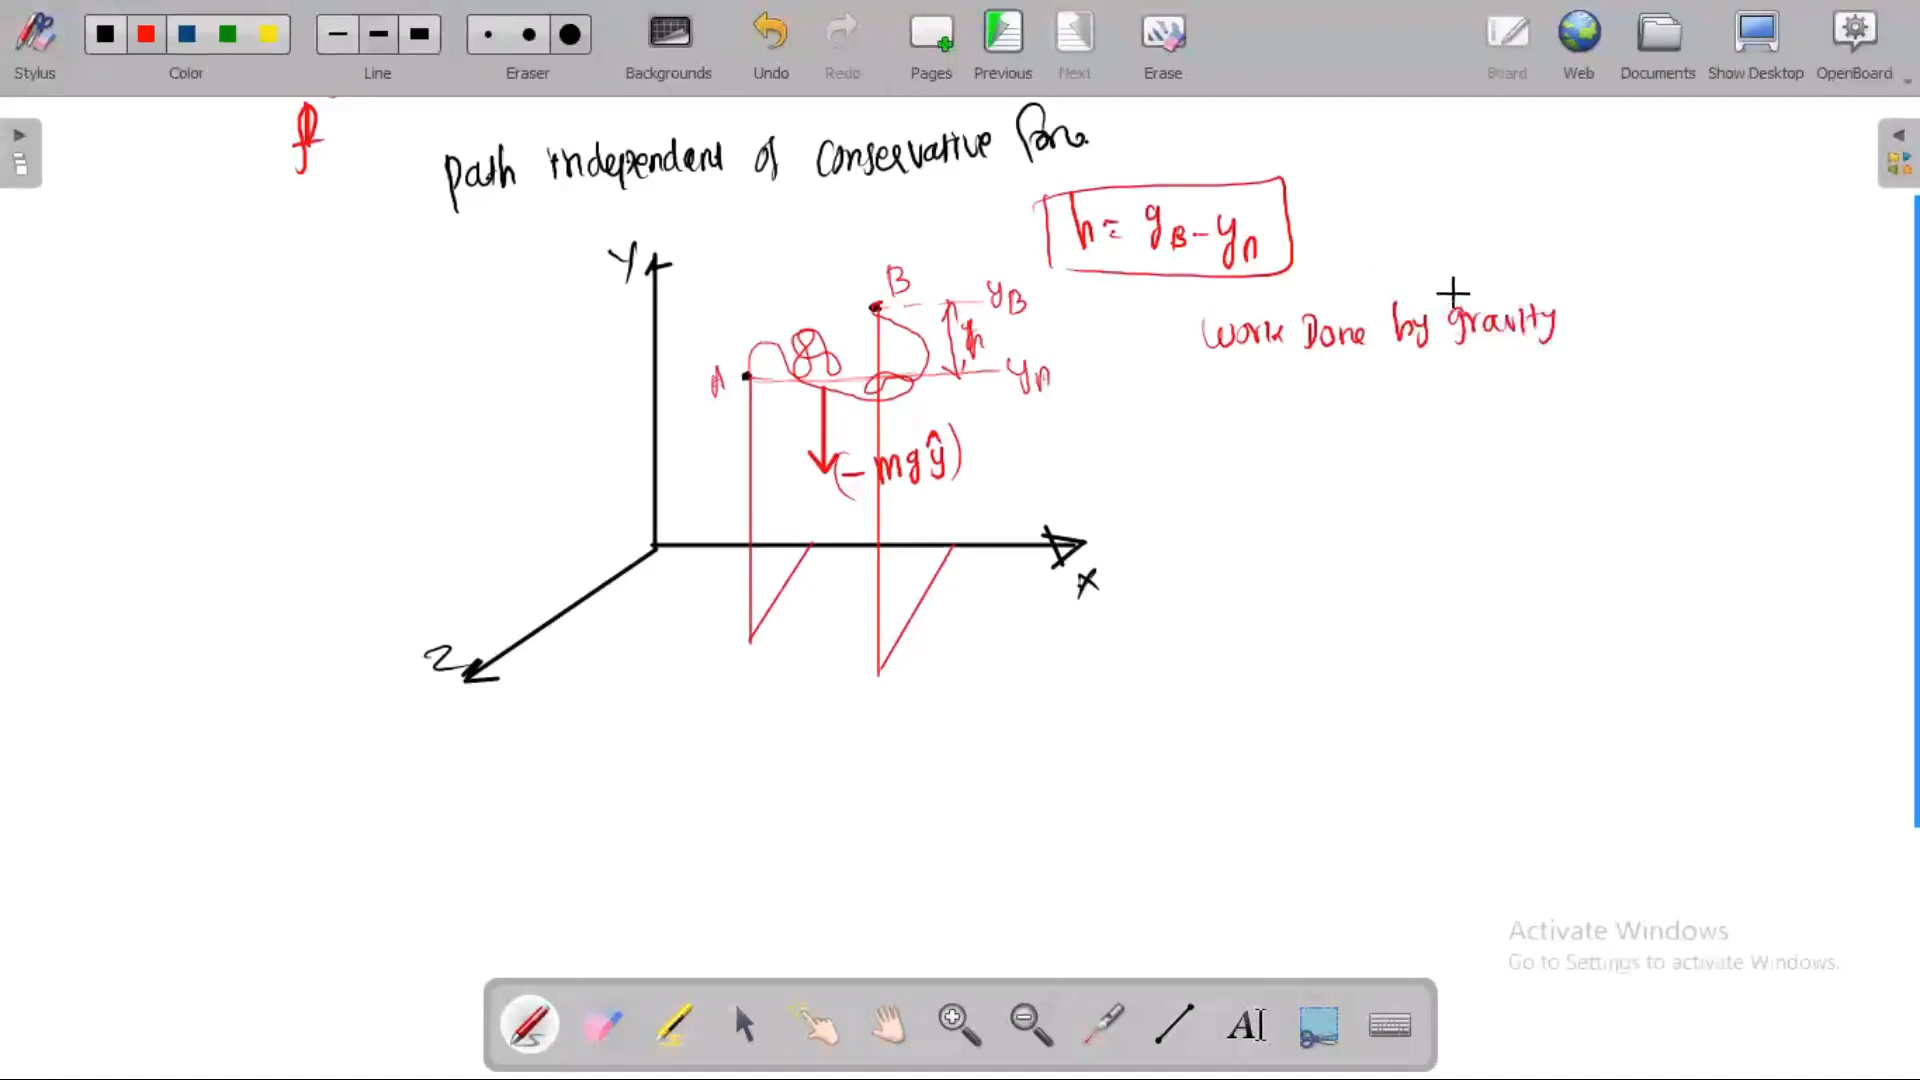 Stylus
Color
Line
Eraser
Backgrounds
Undo
Redo
Pages
Previous
Next
Erase
Board
Web
Documents
Show Desktop
OpenBoard
f
path independent of conservative
h = yB - yA
Y
B
yB
h
Work Done by gravity
A
yA
(-mgŷ)
X
Z
Activate Windows
Go to Settings to activate Windows.
AI